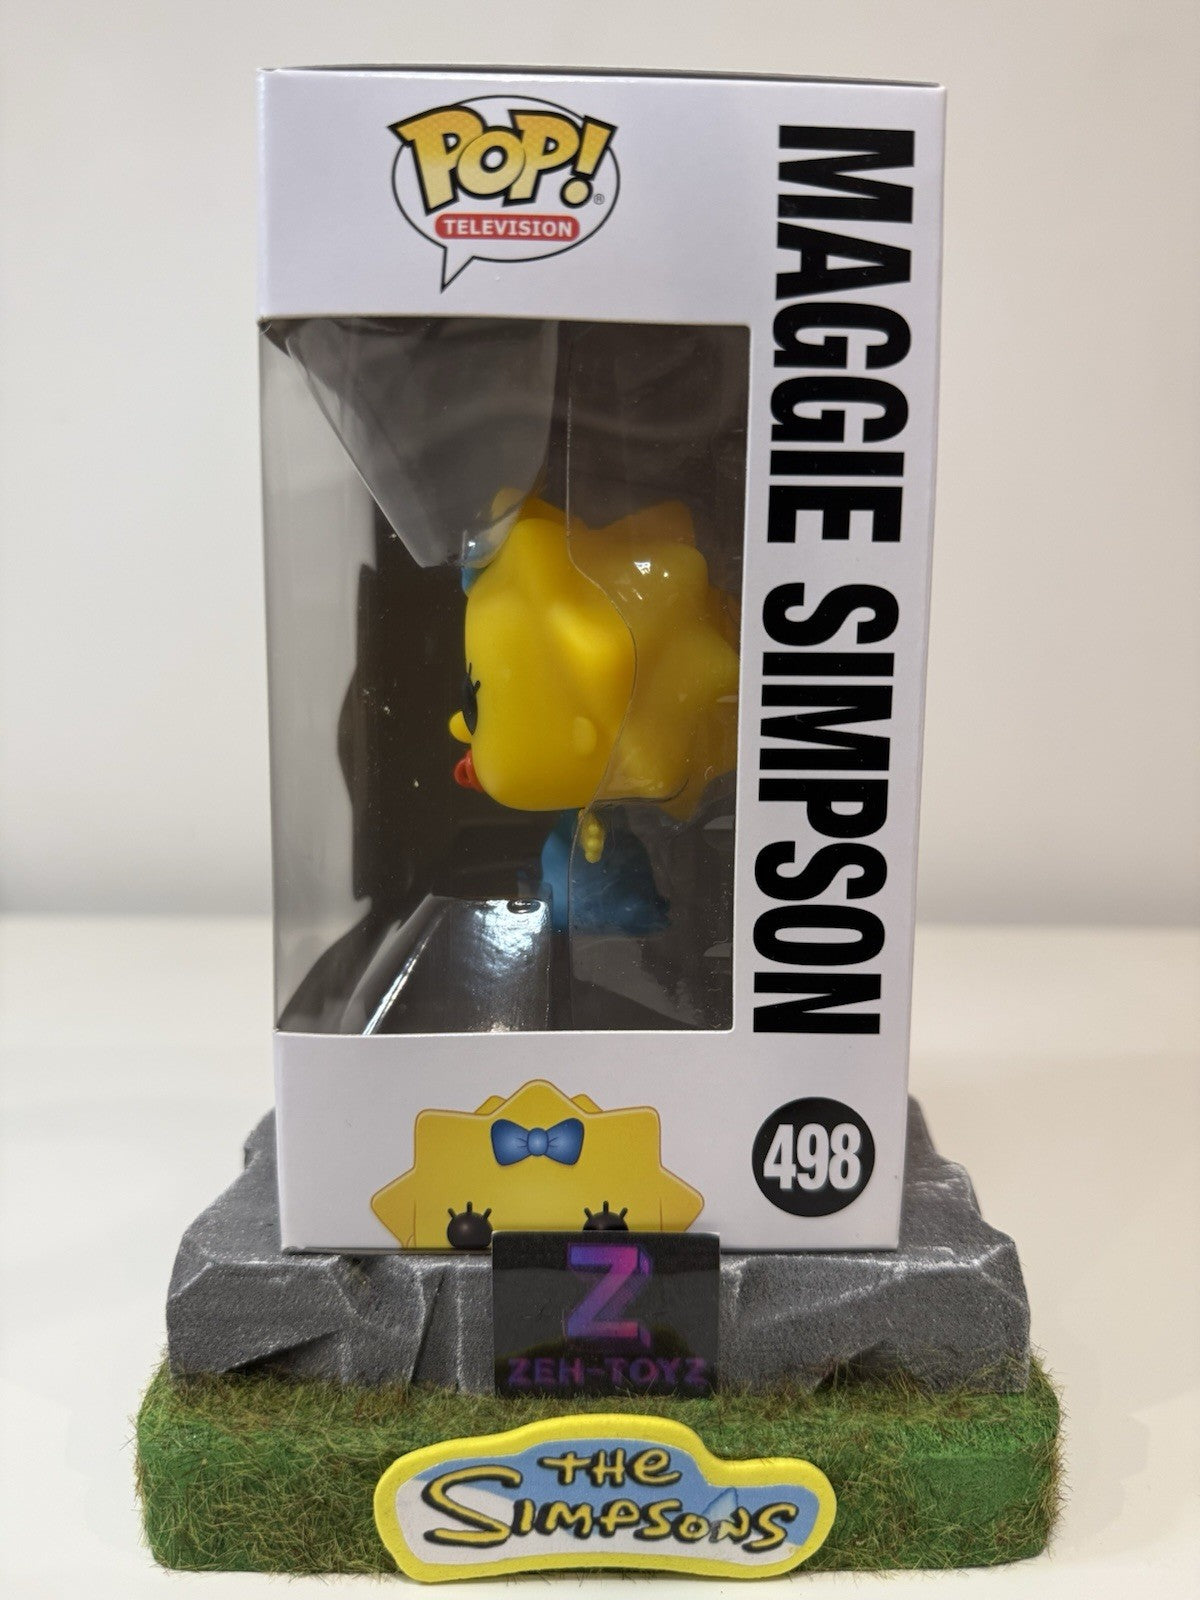 POP!®
TELEVISION
MAGGIE SIMPSON
498
Z
ZEH-TOYZ
THE
SIMPSONS